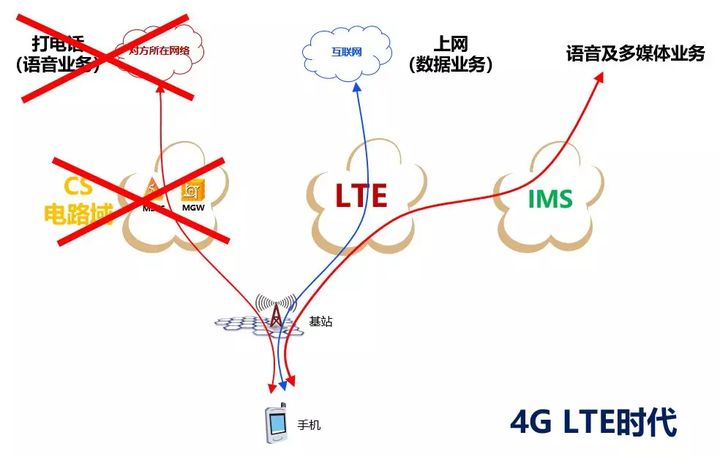 打电话
（语音业务）
对方所在网络
互联网
上网
（数据业务）
语音及多媒体业务
CS
电路域
MGW
LTE
IMS
基站
手机
4G LTE时代